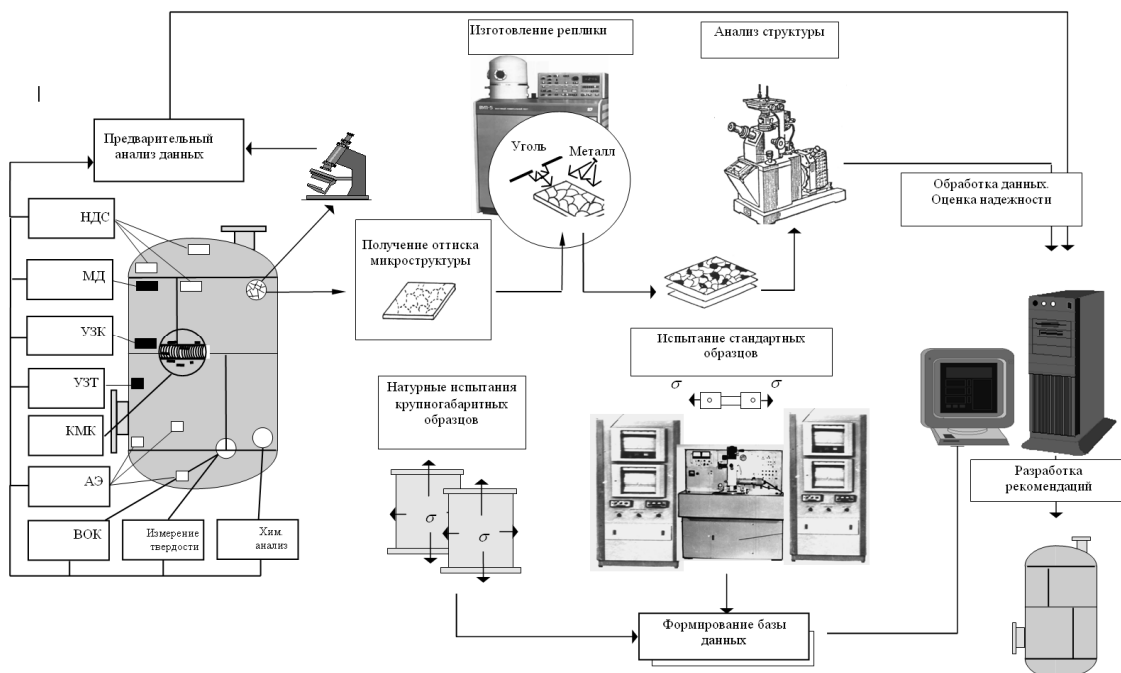 Изготовление реплики
Анализ структуры
Предварительный
анализ данных
Уголь
Металл
Обработка данных.
Оценка надежности
НДС
Получение оттиска
микроструктуры
МД
УЗК
Испытание стандартных
образцов
УЗТ
Натурные испытания
крупногабаритных
образцов
σ
σ
КМК
АЭ
Разработка
рекомендаций
ВОК
Измерение
твердости
Хим.
анализ
σ
σ
Формирование базы
данных